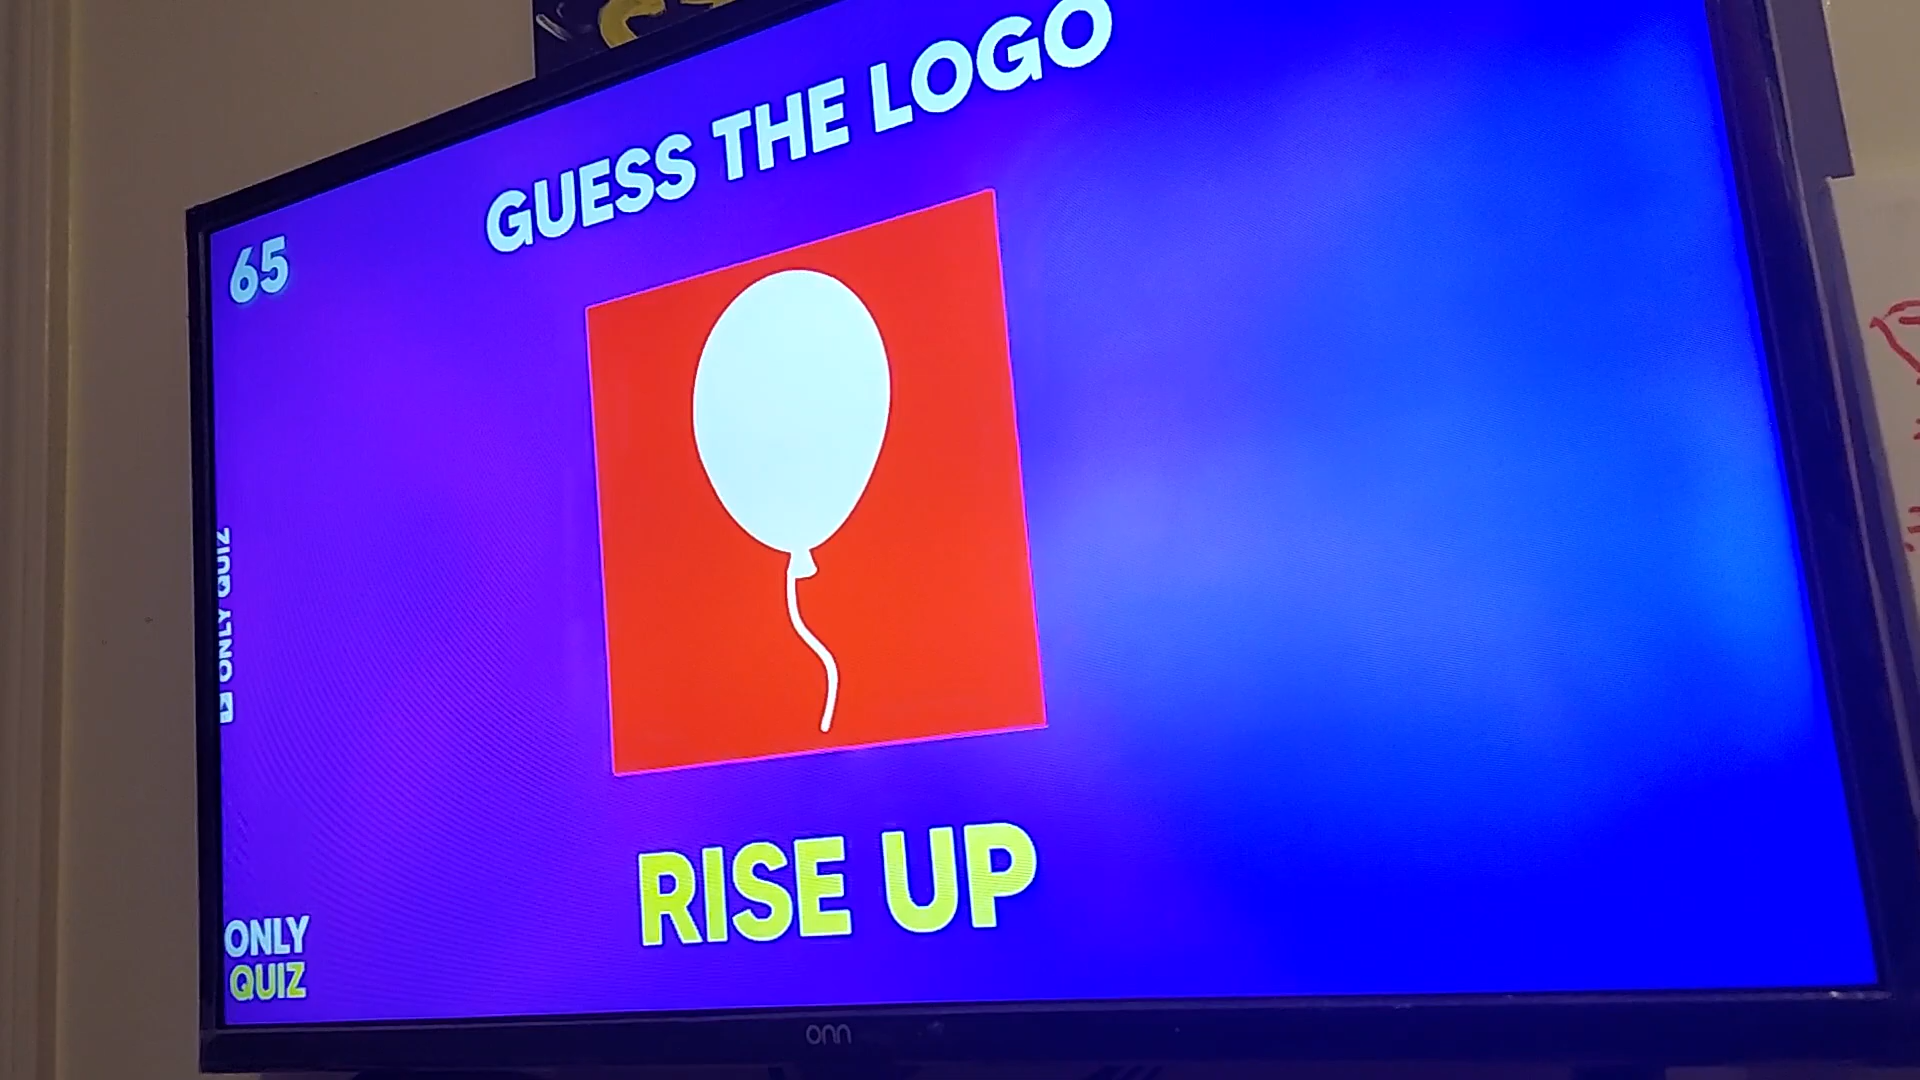 GUESS THE LOGO
65
ONLY QUIZ
RISE UP
ONLY
QUIZ
onn